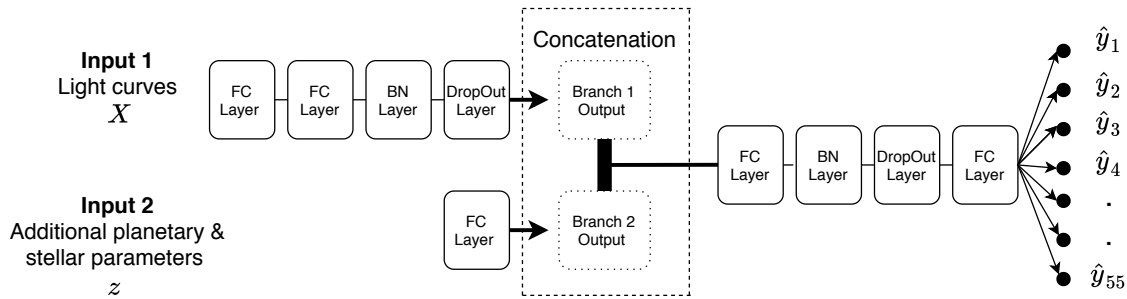 Input 1
Light curves
X
FC
Layer
FC
Layer
BN
Layer
DropOut
Layer
Concatenation
Branch 1
Output
Input 2
Additional planetary &
stellar parameters
z
FC
Layer
Branch 2
Output
FC
Layer
BN
Layer
DropOut
Layer
FC
Layer
ŷ₁
ŷ₂
ŷ₃
ŷ₄
.
.
ŷ₅₅